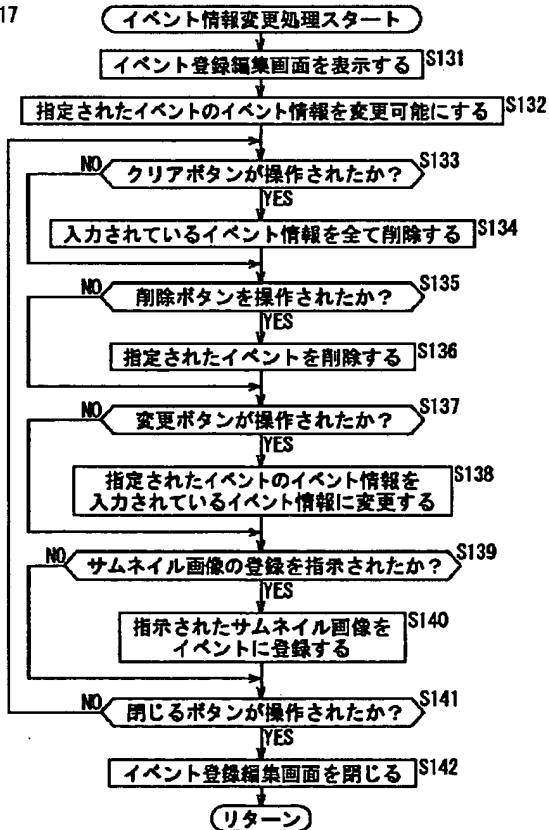 17
イベント情報変更処理スタート
イベント登録編集画面を表示する S131
指定されたイベントのイベント情報を変更可能にする S132
NO クリアボタンが操作されたか? S133
YES
入力されているイベント情報を全て削除する S134
NO 削除ボタンを操作されたか? S135
YES
指定されたイベントを削除する S136
NO 変更ボタンが操作されたか? S137
YES
指定されたイベントのイベント情報を S138
入力されているイベント情報に変更する
NO サムネイル画像の登録を指示されたか? S139
YES
指示されたサムネイル画像を S140
イベントに登録する
NO 閉じるボタンが操作されたか? S141
YES
イベント登録編集画面を閉じる S142
リターン